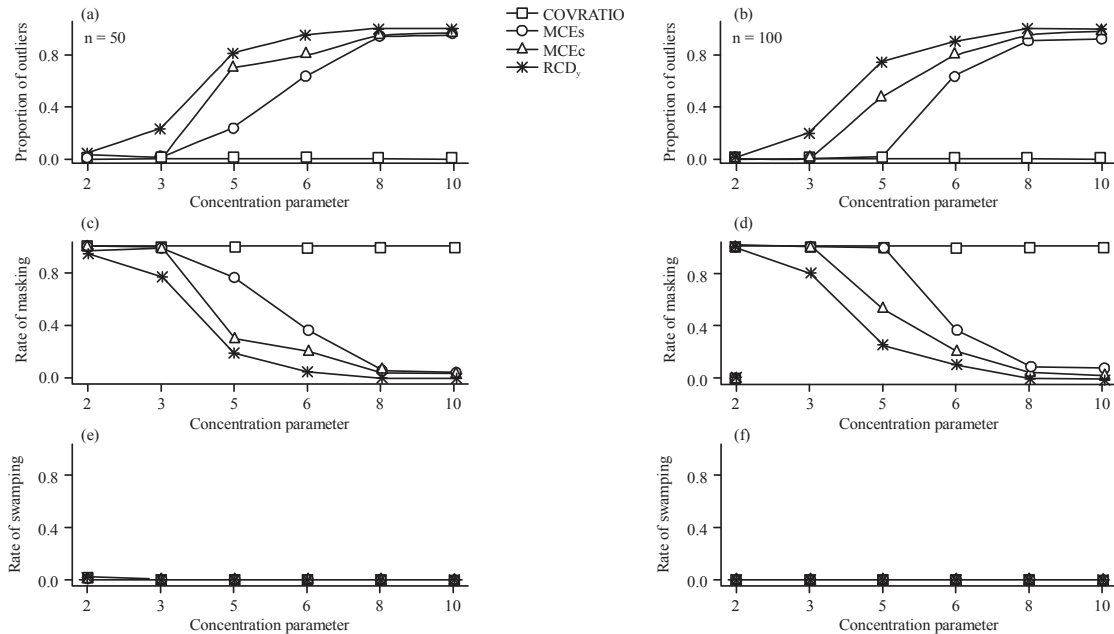 (a)
n = 50
Proportion of outliers
0.8
0.4
0.0
2 3 5 6 8 10
Concentration parameter
COVRATIO
MCEs
MCEc
RCDy
(b)
n = 100
Proportion of outliers
0.8
0.4
0.0
2 3 5 6 8 10
Concentration parameter
(c)
Rate of masking
0.8
0.4
0.0
2 3 5 6 8 10
Concentration parameter
(d)
Rate of masking
0.8
0.4
0.0
2 3 5 6 8 10
Concentration parameter
(e)
Rate of swamping
0.8
0.4
0.0
2 3 5 6 8 10
Concentration parameter
(f)
Rate of swamping
0.8
0.4
0.0
2 3 5 6 8 10
Concentration parameter